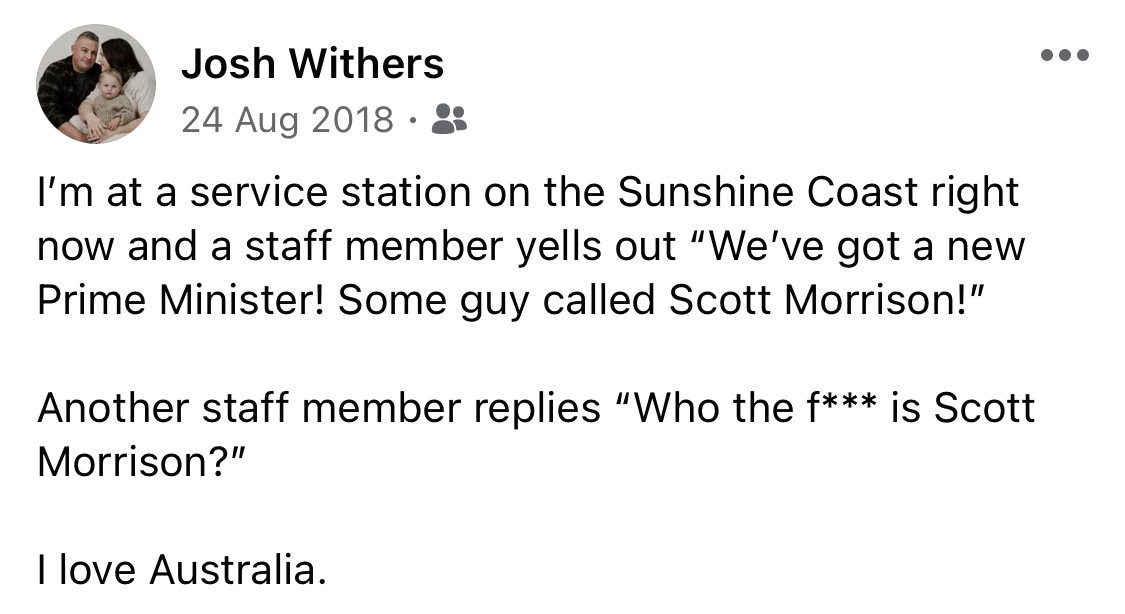 Josh Withers
24 Aug 2018 ·
I’m at a service station on the Sunshine Coast right
now and a staff member yells out “We’ve got a new
Prime Minister! Some guy called Scott Morrison!”
Another staff member replies “Who the f*** is Scott
Morrison?”
I love Australia.